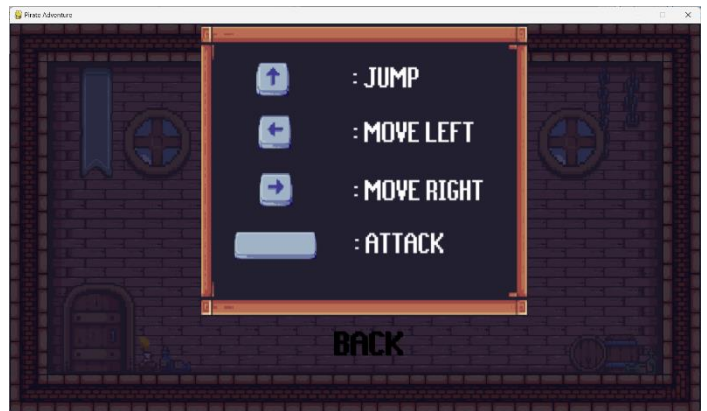 Pirate Adventure
: JUMP
: MOVE LEFT
: MOVE RIGHT
: ATTACK
BACK